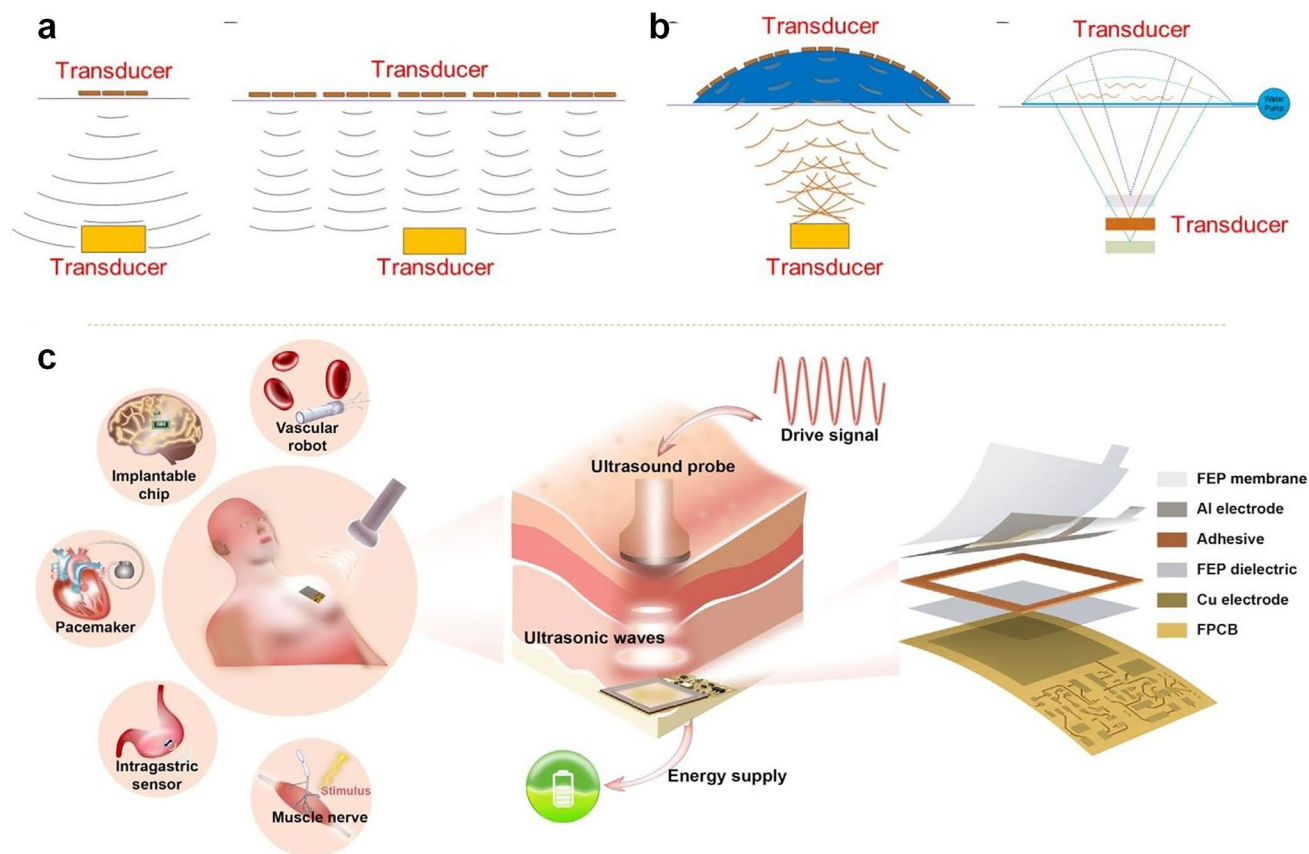 a
Transducer
Transducer
Transducer
Transducer
b
Transducer
Transducer
Transducer
Water
Pump
Transducer
c
Vascular
robot
Implantable
chip
Pacemaker
Intragastric
sensor
Stimulus
Muscle nerve
Drive signal
Ultrasound probe
Ultrasonic waves
Energy supply
FEP membrane
Al electrode
Adhesive
FEP dielectric
Cu electrode
FPCB